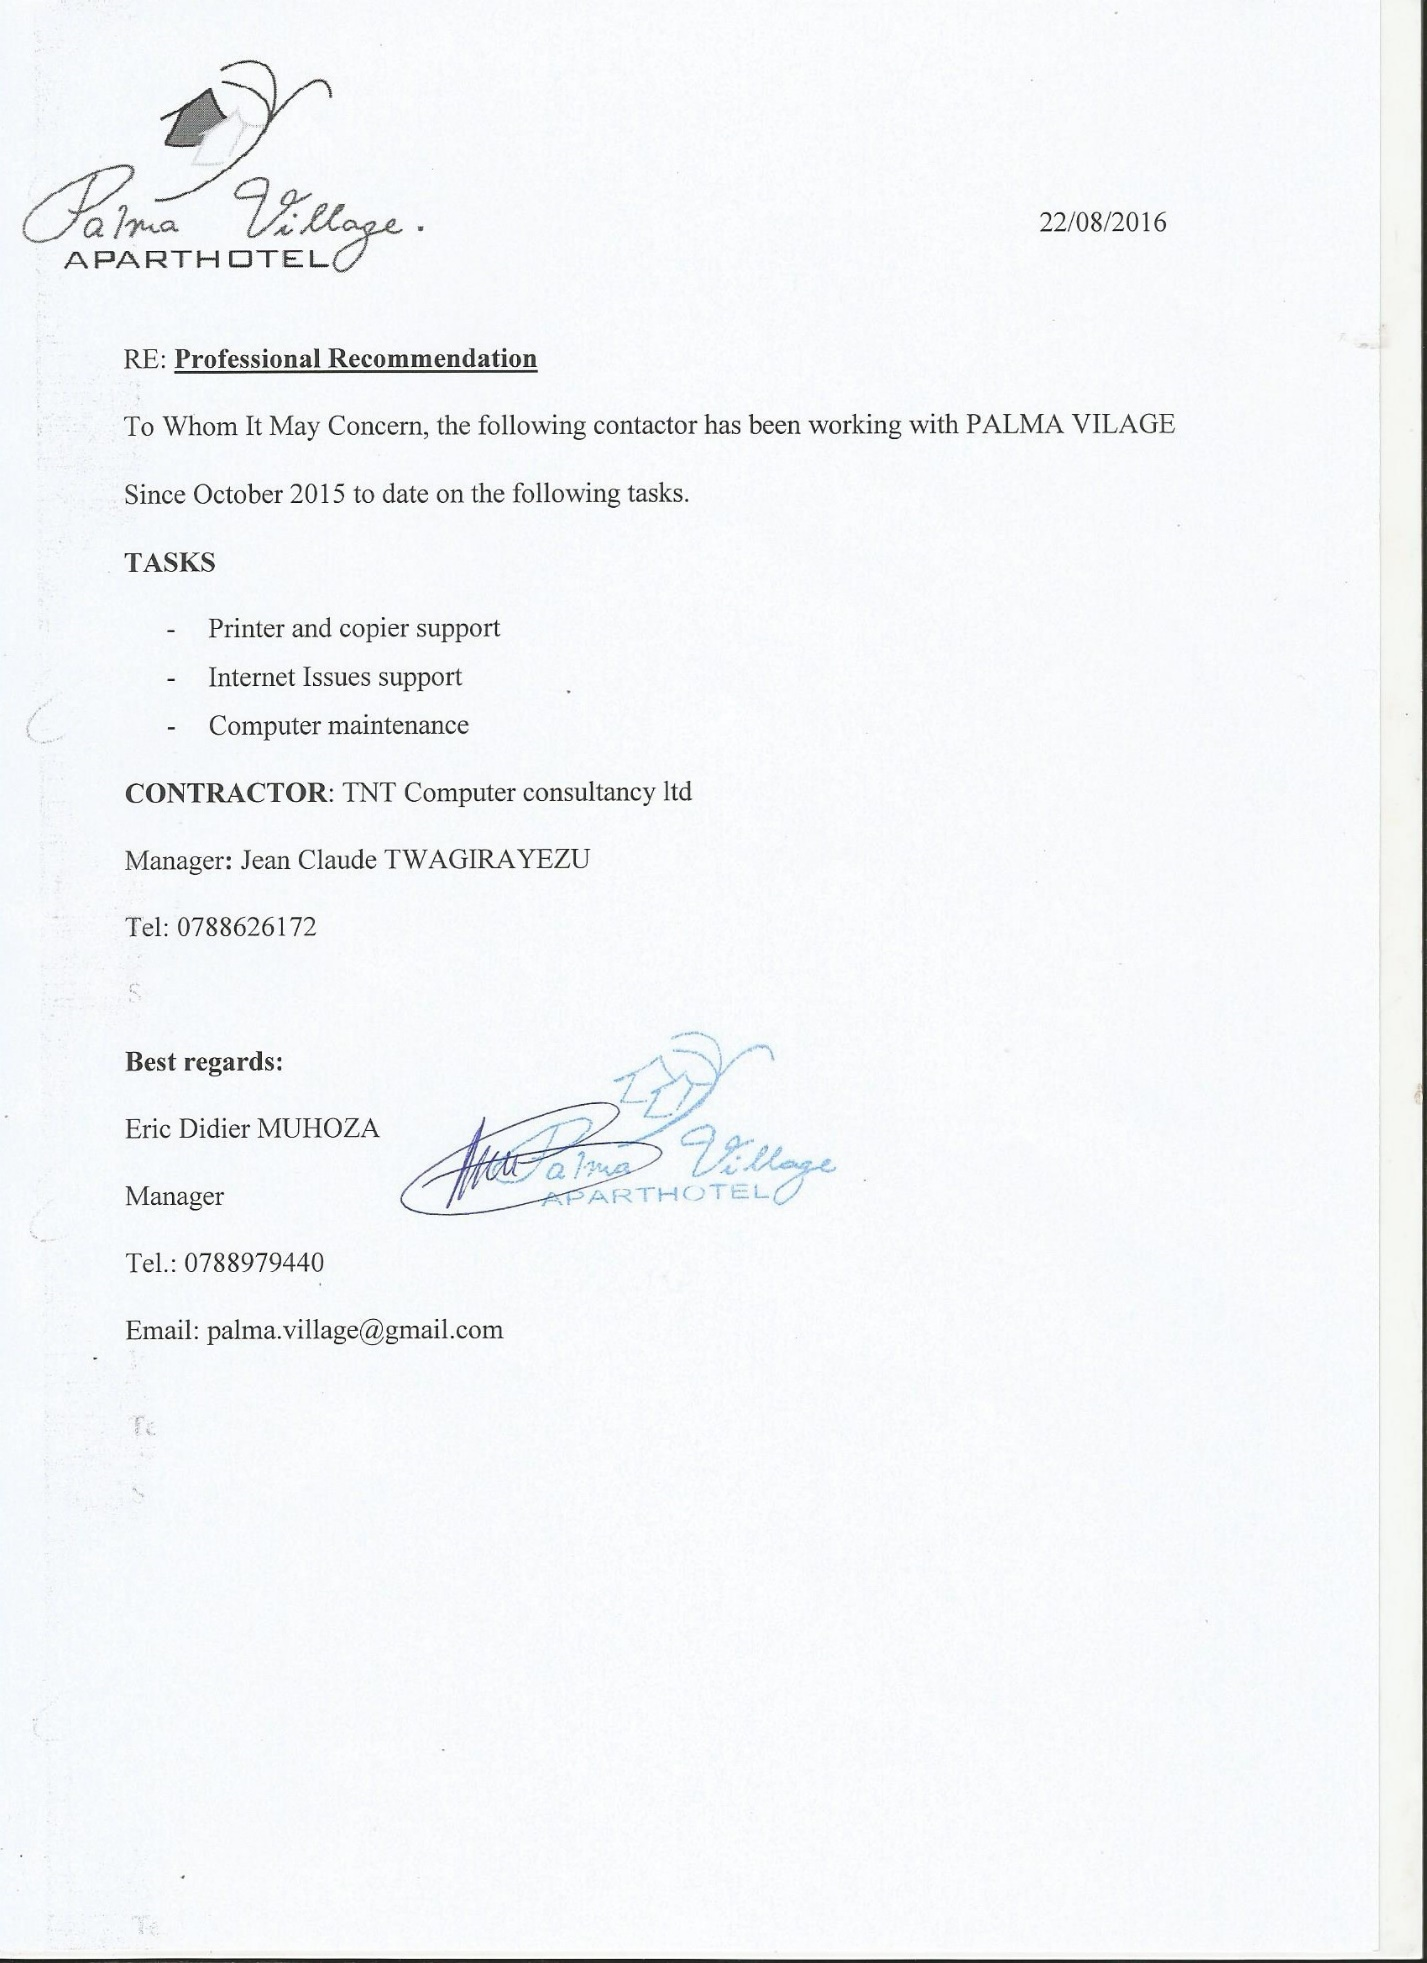 Palma Village.
APARTHOTEL
22/08/2016
RE: Professional Recommendation
To Whom It May Concern, the following contactor has been working with PALMA VILAGE
Since October 2015 to date on the following tasks.
TASKS
- Printer and copier support
- Internet Issues support
- Computer maintenance
CONTRACTOR: TNT Computer consultancy ltd
Manager: Jean Claude TWAGIRAYEZU
Tel: 0788626172
S
Best regards:
Eric Didier MUHOZA
Palma Village
APARTHOTEL
Manager
Tel.: 0788979440
Email: palma.village@gmail.com